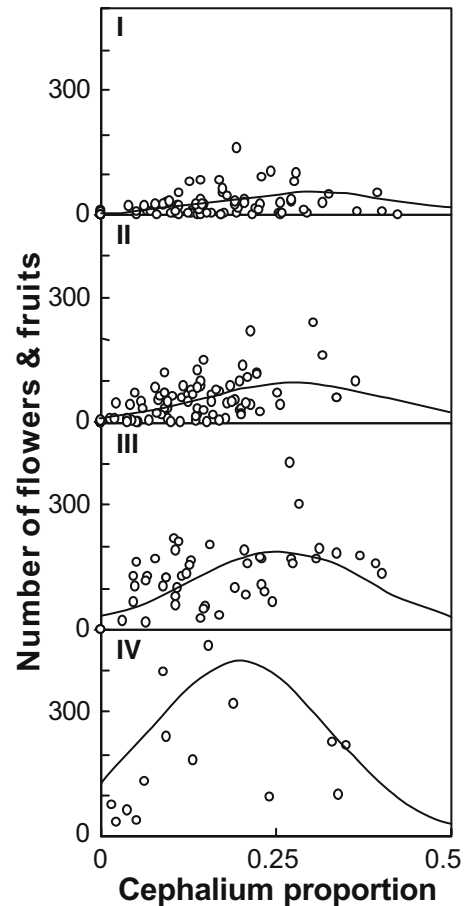 Number of flowers & fruits
I
300
0
II
300
0
III
300
0
IV
300
0
0 0.25 0.5
Cephalium proportion